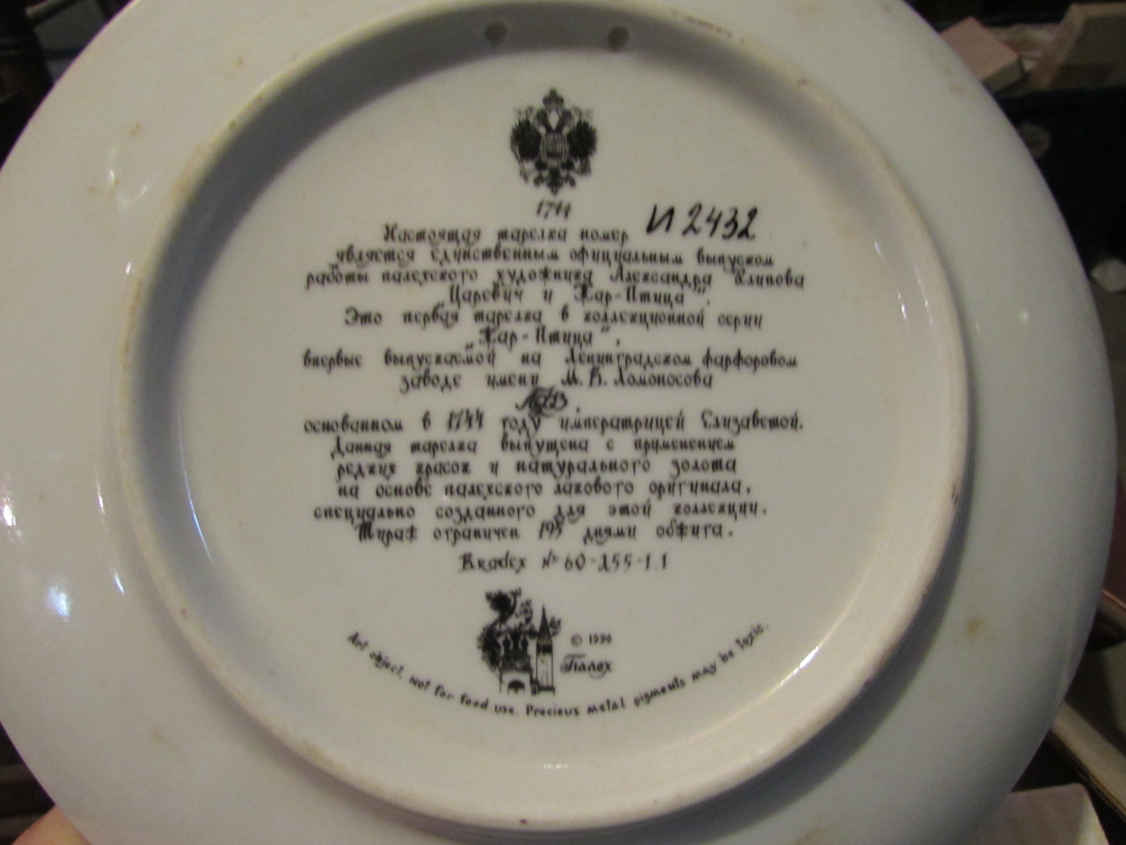 1744
Настоящая тарелка номер И 2432
является единственным официальным выпуском
работы палехского художника Александра
„Царевич и Жар-Птица".
Это первая тарелка в коллекционной серии
„Жар-Птица",
впервые выпускаемой на Ленинградском фарфоровом
заводе имени М.В. Ломоносова
основанном в 1744 году императрицей Елизаветой.
Данная тарелка выпущена с применением
редких красок и натурального золота
на основе палехского лакового оригинала,
специально созданного для этой коллекции.
Тираж ограничен 195 днями обжига.
Bradex № 60-255-1.1
© 1990
Палех
Art object, not for food use. Precious metal pigments may be toxic.